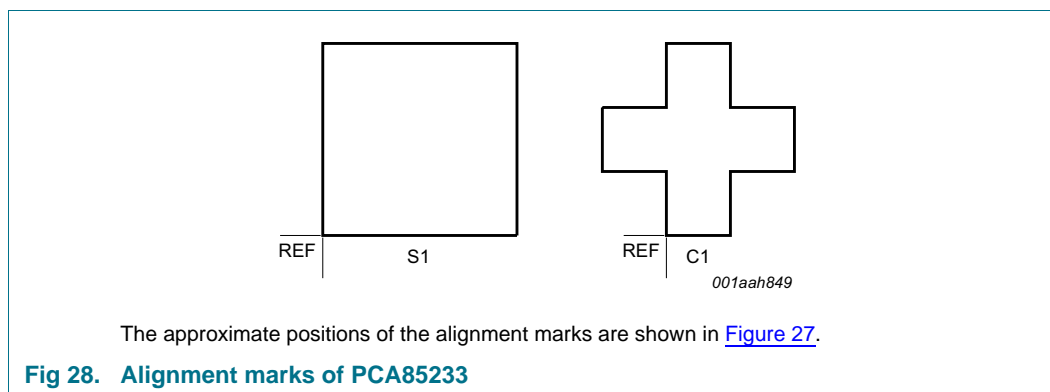 REF
S1
REF
C1
001aah849
The approximate positions of the alignment marks are shown in Figure 27.
Fig 28. Alignment marks of PCA85233